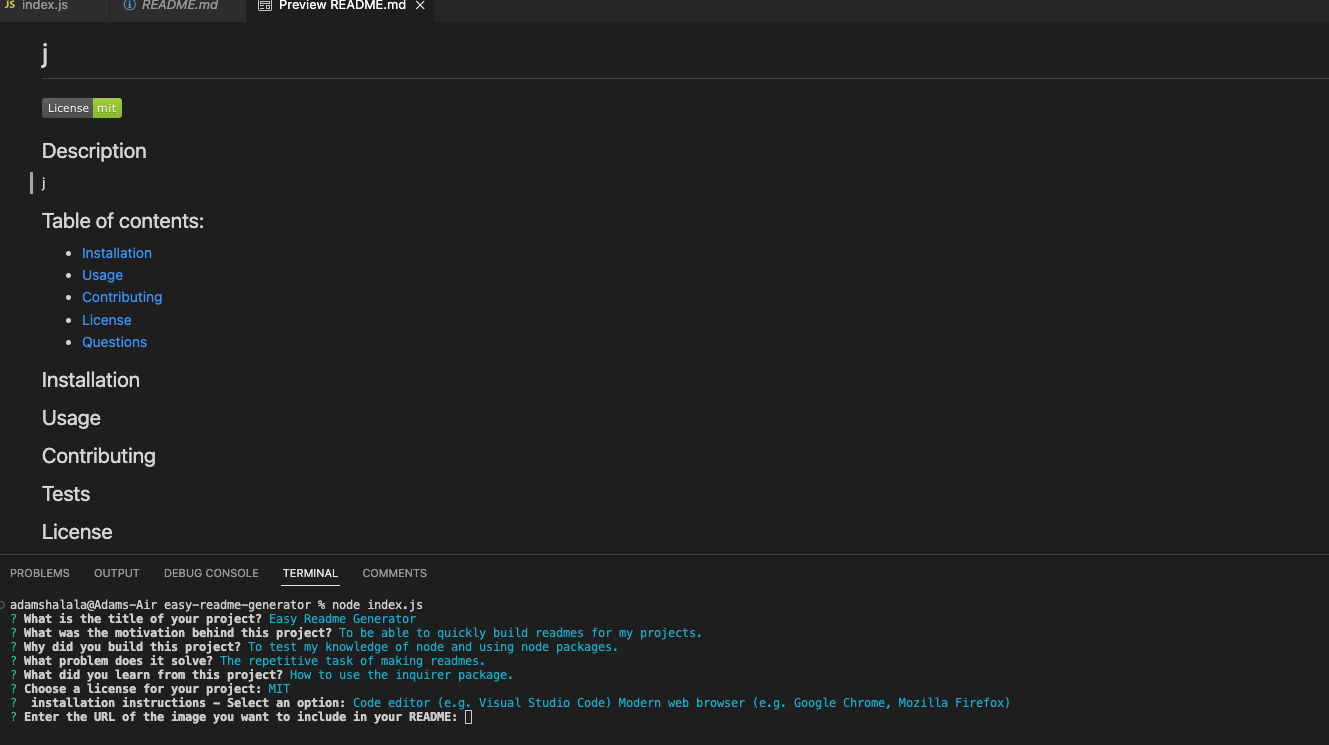 JS index.js README.md Preview README.md
j
License mit
Description
j
Table of contents:
Installation
Usage
Contributing
License
Questions
Installation
Usage
Contributing
Tests
License
PROBLEMS OUTPUT DEBUG CONSOLE TERMINAL COMMENTS
adamshalala@Adams-Air easy-readme-generator % node index.js
? What is the title of your project? Easy Readme Generator
? What was the motivation behind this project? To be able to quickly build readmes for my projects.
? Why did you build this project? To test my knowledge of node and using node packages.
? What problem does it solve? The repetitive task of making readmes.
? What did you learn from this project? How to use the inquirer package.
? Choose a license for your project: MIT
? installation instructions - Select an option: Code editor (e.g. Visual Studio Code) Modern web browser (e.g. Google Chrome, Mozilla Firefox)
? Enter the URL of the image you want to include in your README: